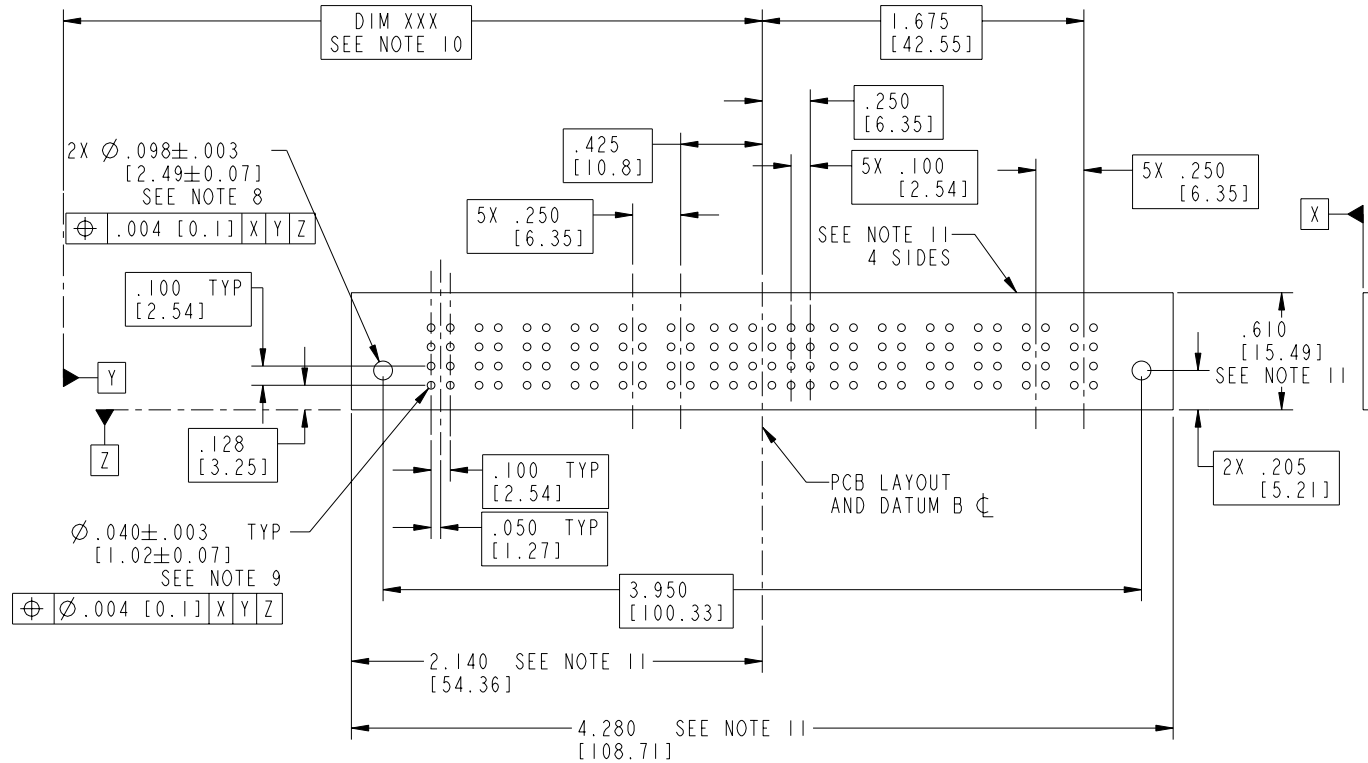 DIM XXX
SEE NOTE 10
1.675
[42.55]
.250
[6.35]
.425
[10.8]
5X .100
[2.54]
5X .250
[6.35]
2X Ø .098±.003
[2.49±0.07]
SEE NOTE 8
⌖ .004 [0.1] X Y Z
5X .250
[6.35]
X
SEE NOTE 11
4 SIDES
.100 TYP
[2.54]
.610
[15.49]
SEE NOTE 11
Y
Z
.128
[3.25]
.100 TYP
[2.54]
PCB LAYOUT
AND DATUM B ℄
2X .205
[5.21]
Ø .040±.003 TYP
[1.02±0.07]
SEE NOTE 9
⌖ Ø .004 [0.1] X Y Z
.050 TYP
[1.27]
3.950
[100.33]
2.140 SEE NOTE 11
[54.36]
4.280 SEE NOTE 11
[108.71]